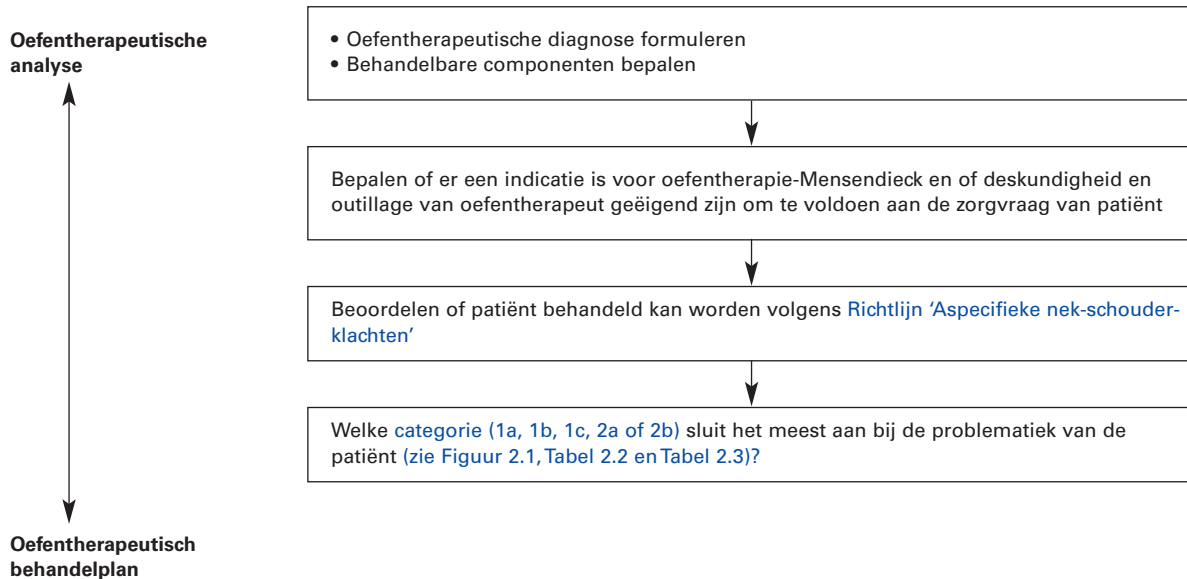 Oefentherapeutische
analyse
• Oefentherapeutische diagnose formuleren
• Behandelbare componenten bepalen
Bepalen of er een indicatie is voor oefentherapie-Mensendieck en of deskundigheid en
outillage van oefentherapeut geëigend zijn om te voldoen aan de zorgvraag van patiënt
Beoordelen of patiënt behandeld kan worden volgens Richtlijn ‘Aspecifieke nek-schouder-
klachten’
Welke categorie (1a, 1b, 1c, 2a of 2b) sluit het meest aan bij de problematiek van de
patiënt (zie Figuur 2.1, Tabel 2.2 en Tabel 2.3)?
Oefentherapeutisch
behandelplan